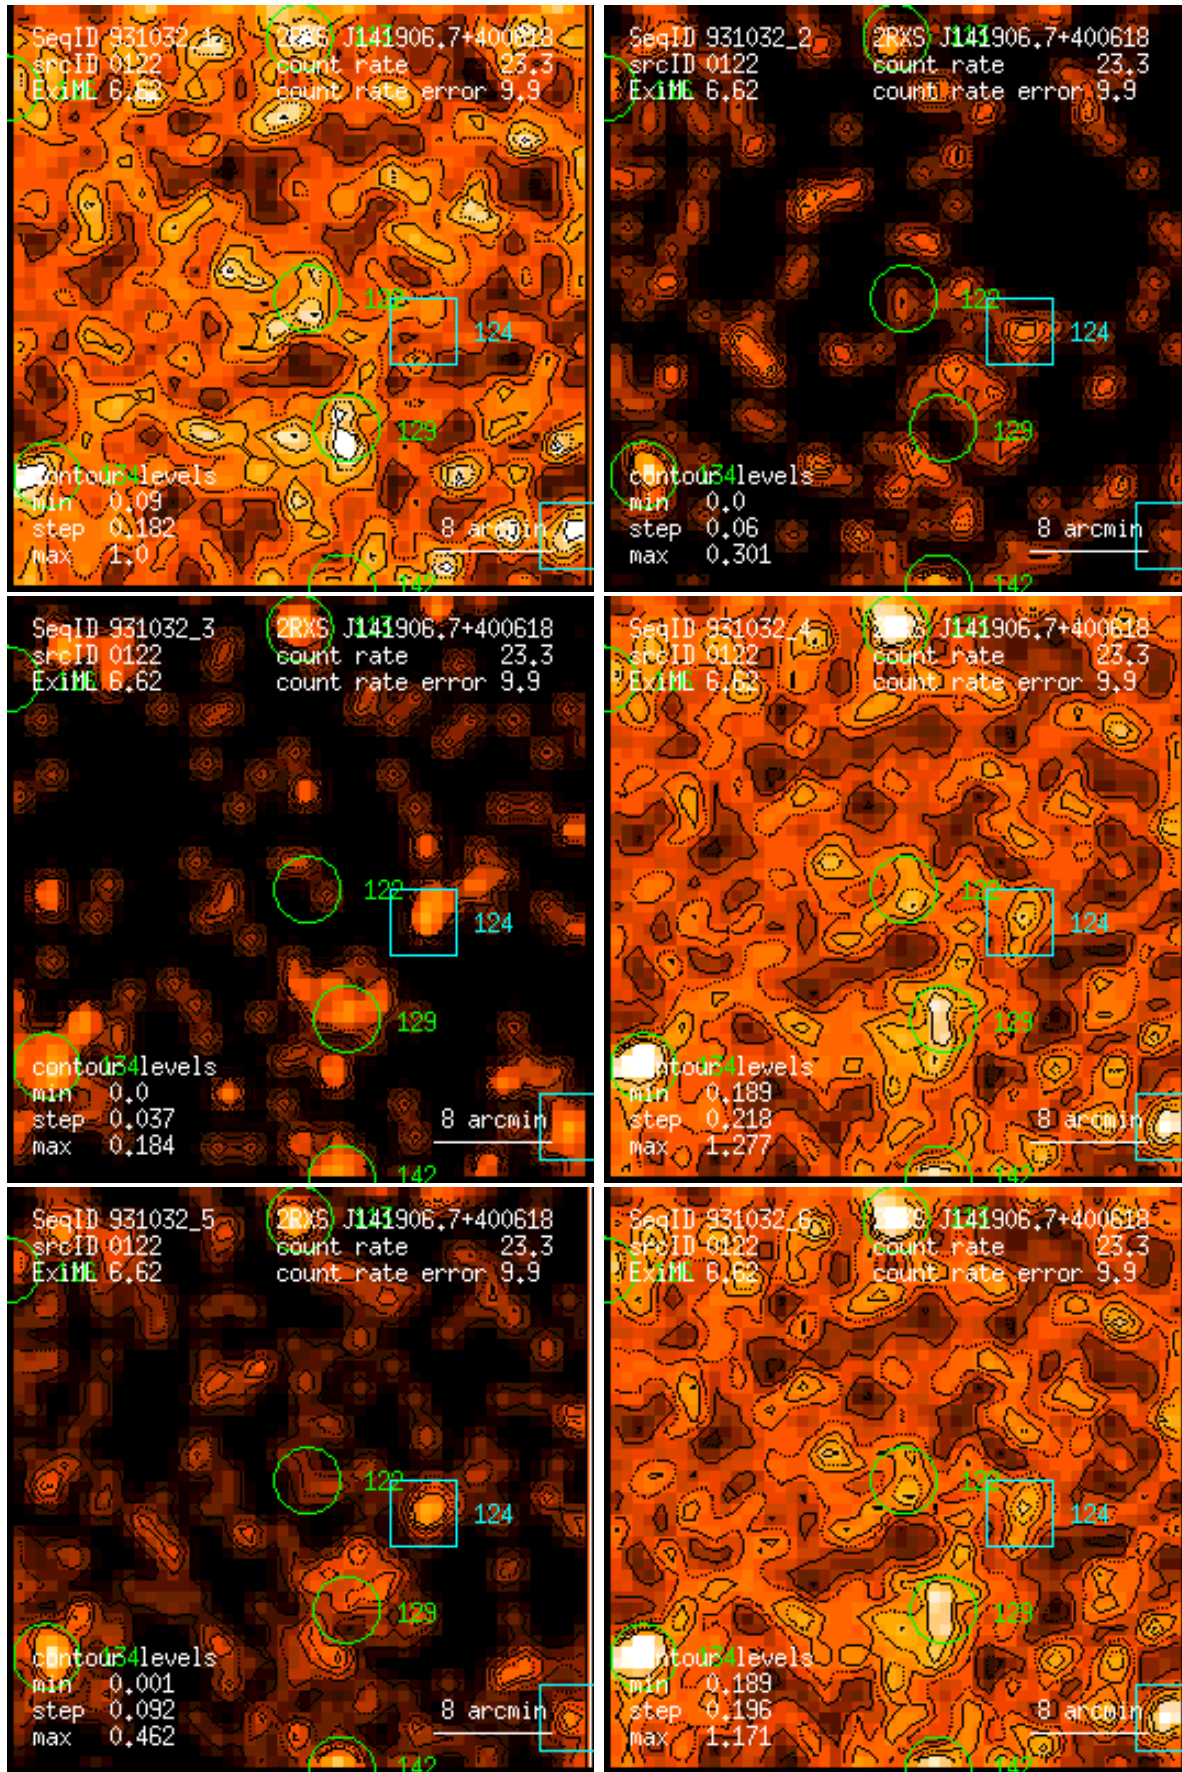 SeqID 931032_1 2RXS J141906.7+400618
srcID 0122 count rate 23.3
ExiML 6.62 count rate error 9.9
122
124
129
contour levels
min 0.09
step 0.182 8 arcmin
max 1.0
142
SeqID 931032_2 2RXS J141906.7+400618
srcID 0122 count rate 23.3
ExiML 6.62 count rate error 9.9
122
124
129
contour levels
min 0.0
step 0.06 8 arcmin
max 0.301
142
SeqID 931032_3 2RXS J141906.7+400618
srcID 0122 count rate 23.3
ExiML 6.62 count rate error 9.9
122
124
129
contour levels
min 0.0
step 0.037 8 arcmin
max 0.184
142
SeqID 931032_4 J141906.7+400618
srcID 0122 count rate 23.3
ExiML 6.62 count rate error 9.9
122
124
129
contour levels
min 0.189
step 0.218 8 arcmin
max 1.277
142
SeqID 931032_5 2RXS J141906.7+400618
srcID 0122 count rate 23.3
ExiML 6.62 count rate error 9.9
122
124
129
contour levels
min 0.001
step 0.092 8 arcmin
max 0.462
142
SeqID 931032_6 J141906.7+400618
srcID 0122 count rate 23.3
ExiML 6.62 count rate error 9.9
122
124
129
contour levels
min 0.189
step 0.196 8 arcmin
max 1.171
142